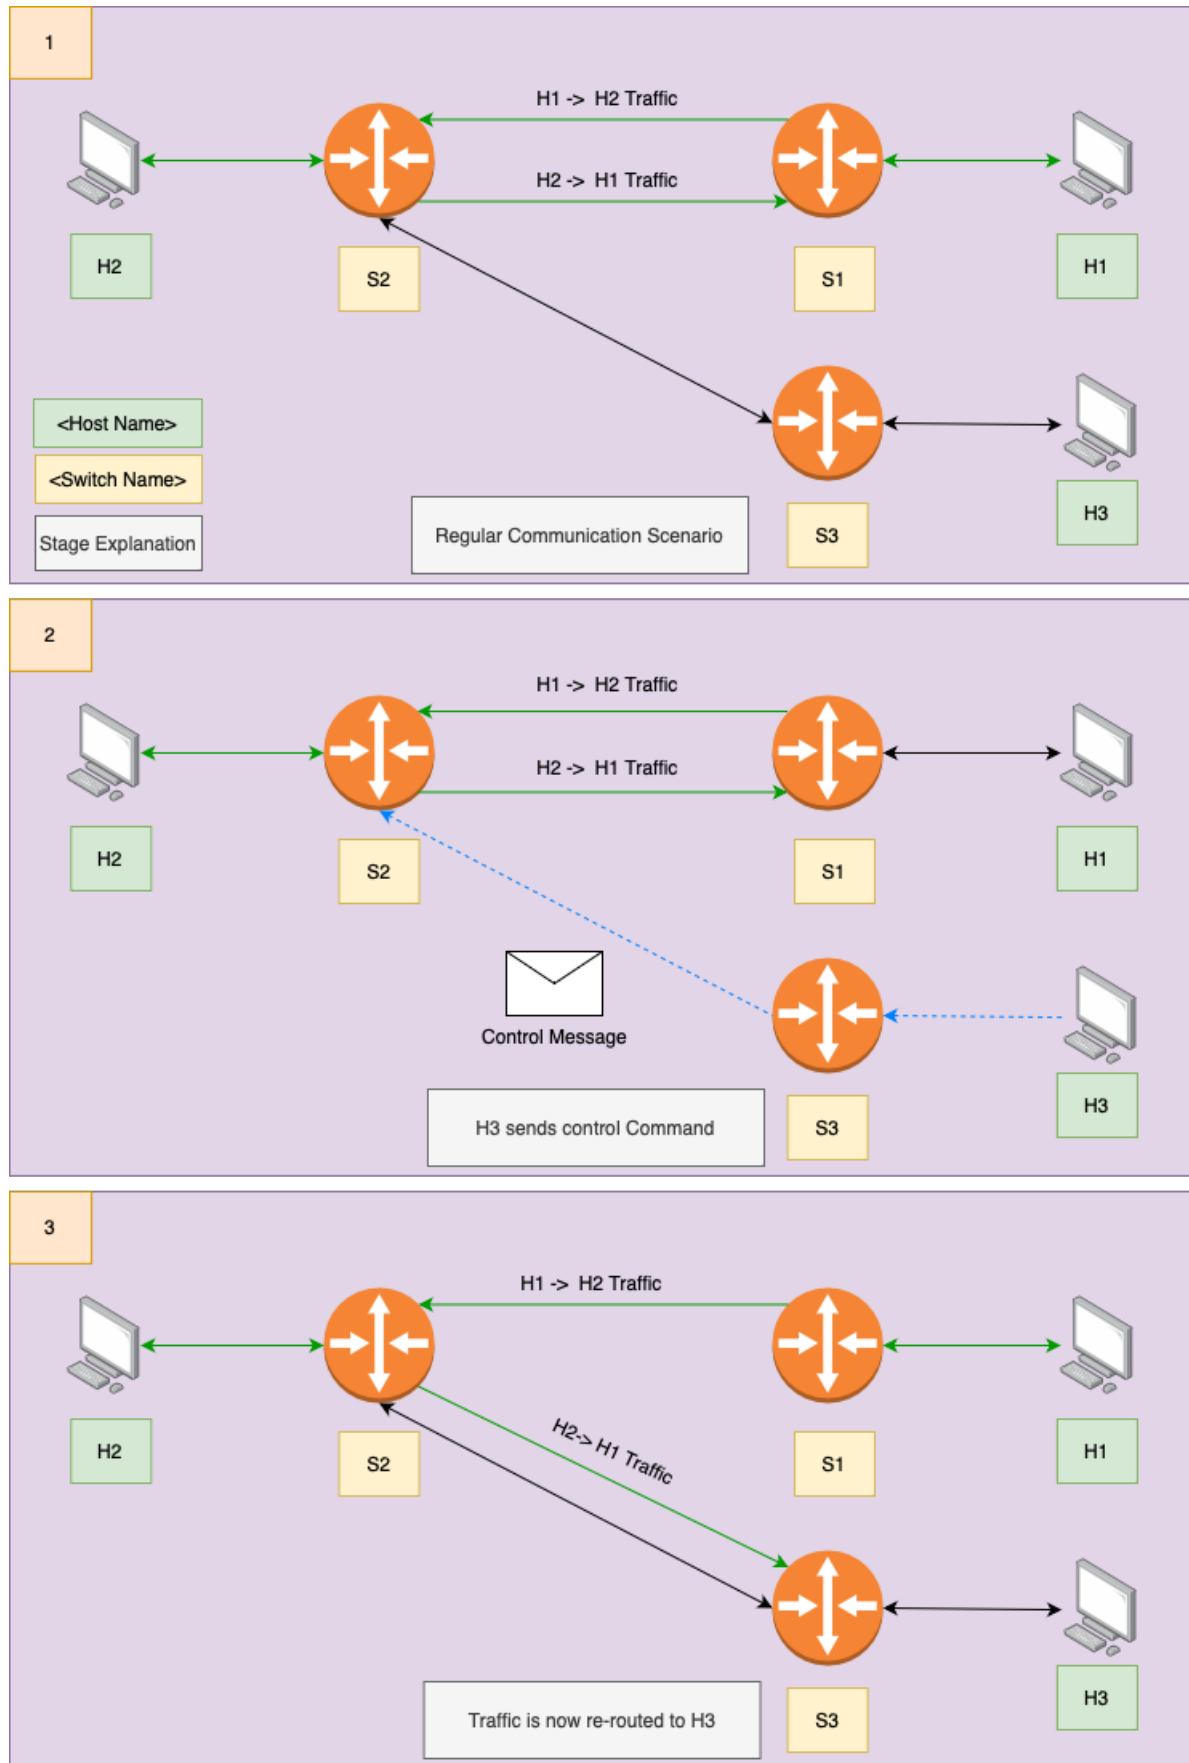 1
H1 -> H2 Traffic
H2 -> H1 Traffic
H2
S2
S1
H1
<Host Name>
<Switch Name>
Stage Explanation
Regular Communication Scenario
S3
H3
2
H1 -> H2 Traffic
H2 -> H1 Traffic
H2
S2
S1
H1
Control Message
H3 sends control Command
S3
H3
3
H1 -> H2 Traffic
H2-> H1 Traffic
H2
S2
S1
H1
Traffic is now re-routed to H3
S3
H3